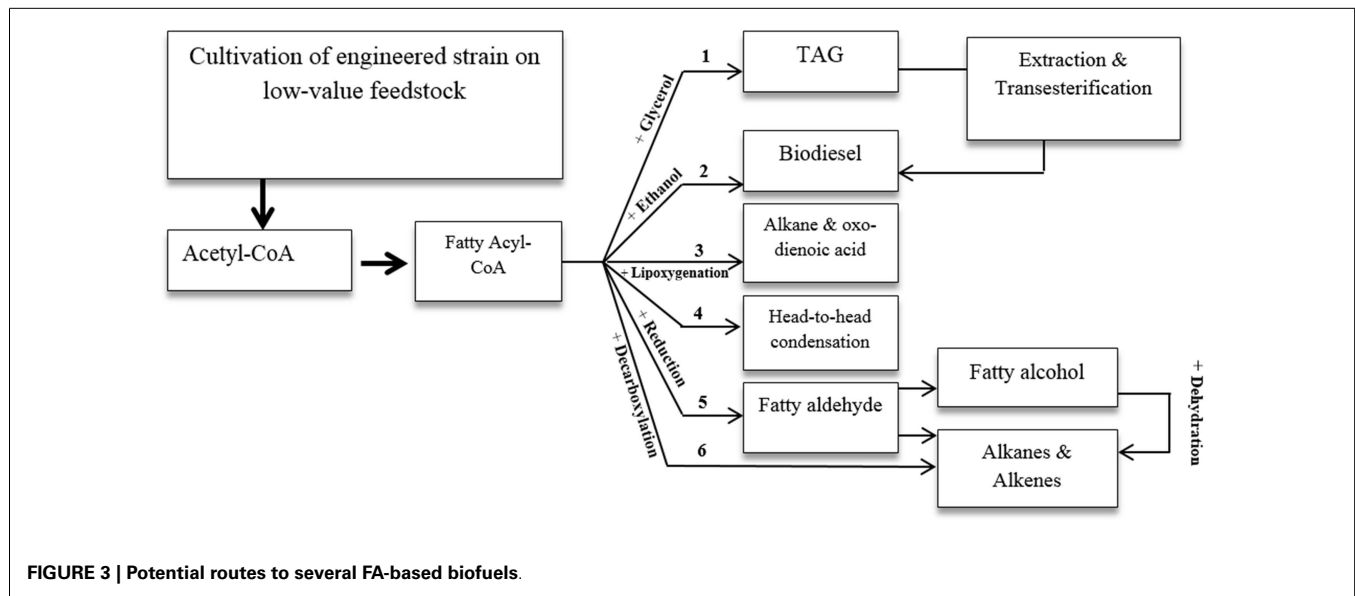 Cultivation of engineered strain on
low-value feedstock
Acetyl-CoA
Fatty Acyl-
CoA
+ Glycerol
1
TAG
Extraction &
Transesterification
+ Ethanol
2
Biodiesel
3
+ Lipoxygenation
Alkane & oxo-
dienoic acid
4
Head-to-head
condensation
+ Reduction
5
Fatty aldehyde
Fatty alcohol
+ Dehydration
+ Decarboxylation
6
Alkanes &
Alkenes
FIGURE 3 | Potential routes to several FA-based biofuels.